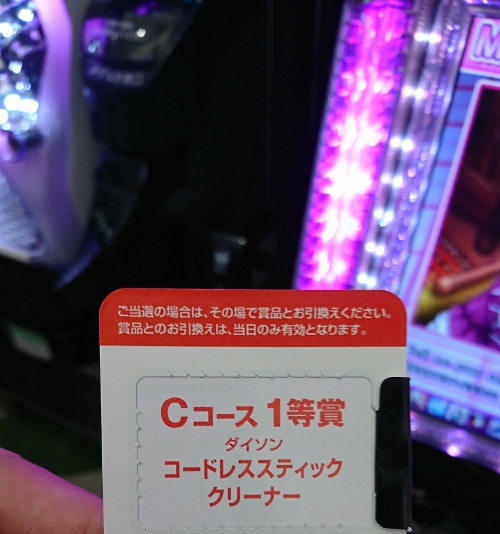 ご当選の場合は、その場で賞品とお引換えください。
賞品とのお引換えは、当日のみ有効となります。
Cコース 1等賞
ダイソン
コードレススティック
クリーナー